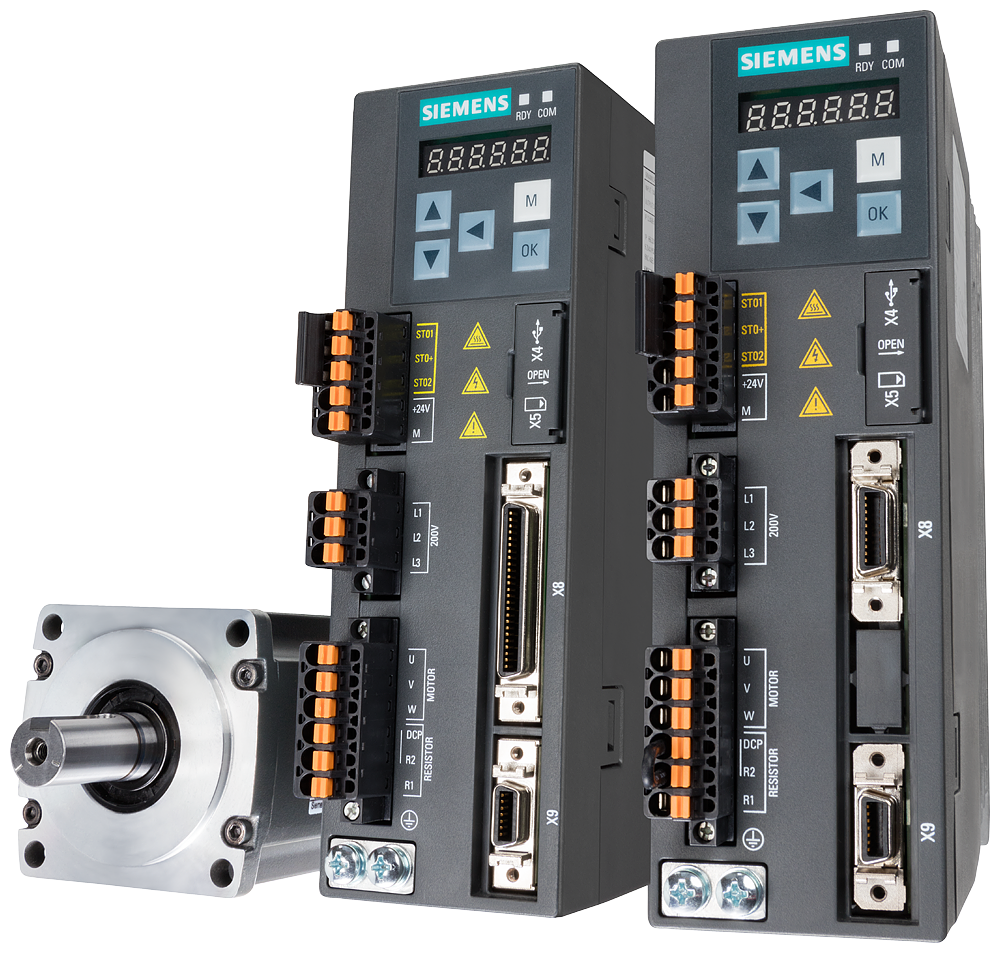 SIEMENS
RDY COM
8.8.8.8.8.8.
M
OK
STO1
STO+
STO2
+24V
M
X4
OPEN
X5
L1
L2
L3
200V
X8
U
V
W
MOTOR
DCP
R2
R1
RESISTOR
X9
SIEMENS
RDY COM
8.8.8.8.8.8.
M
OK
STO1
STO+
STO2
+24V
M
X4
OPEN
X5
L1
L2
L3
200V
X8
U
V
W
MOTOR
DCP
R2
R1
RESISTOR
X9